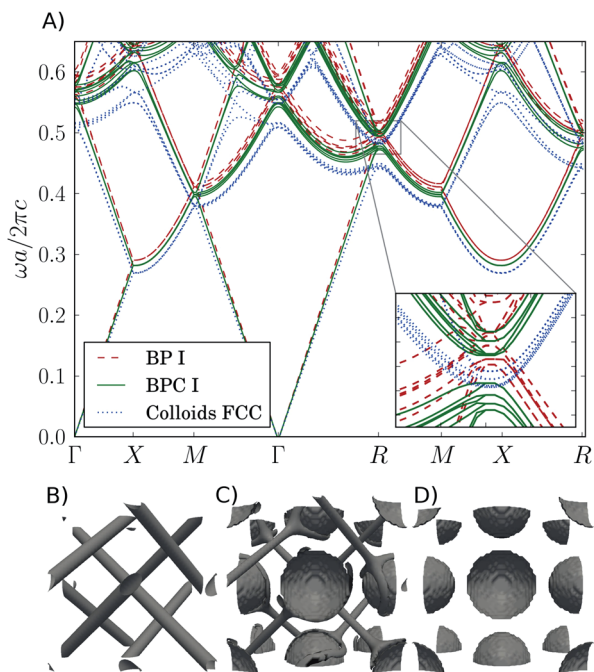 A)
ωa/2πc
0.6
0.5
0.4
0.3
0.2
0.1
0.0
BP I
BPC I
Colloids FCC
Γ X M Γ R M X R
B) C) D)